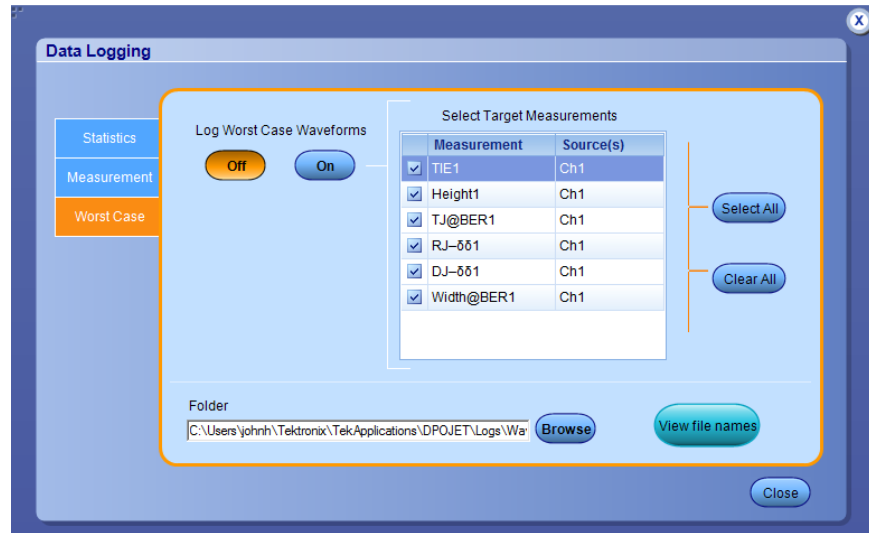 X
Data Logging
Statistics
Measurement
Worst Case
Log Worst Case Waveforms
Off On
Select Target Measurements
Measurement Source(s)
TIE1 Ch1
Height1 Ch1
TJ@BER1 Ch1
RJ–δδ1 Ch1
DJ–δδ1 Ch1
Width@BER1 Ch1
Select All
Clear All
Folder
C:\Users\johnh\Tektronix\TekApplications\DPOJET\Logs\Wa
Browse
View file names
Close